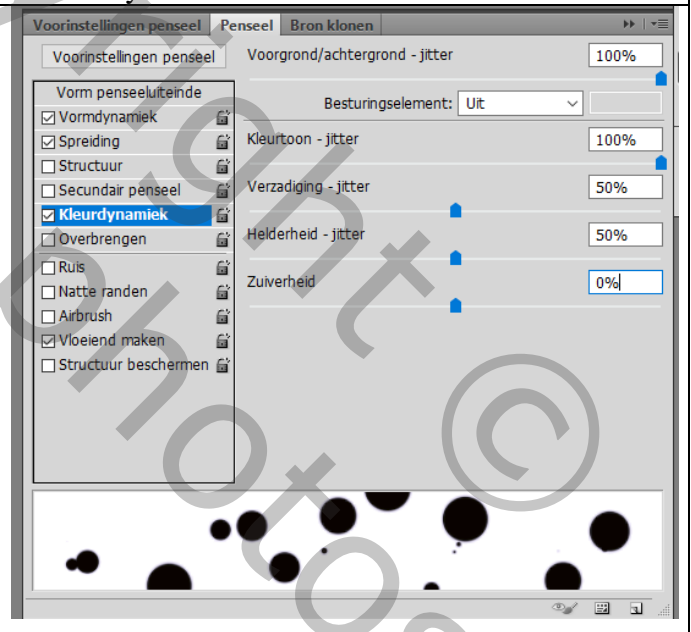 Voorinstellingen penseel Penseel Bron klonen
Voorinstellingen penseel
Voorgrond/achtergrond - jitter 100%
Vorm penseeluiteinde
Besturingselement: Uit
Vormdynamiek
Spreiding
Kleurtoon - jitter 100%
Structuur
Secundair penseel
Verzadiging - jitter 50%
Kleurdynamiek
Overbrengen
Helderheid - jitter 50%
Ruis
Zuiverheid 0%
Natte randen
Airbrush
Vloeiend maken
Structuur beschermen
right ©
photos